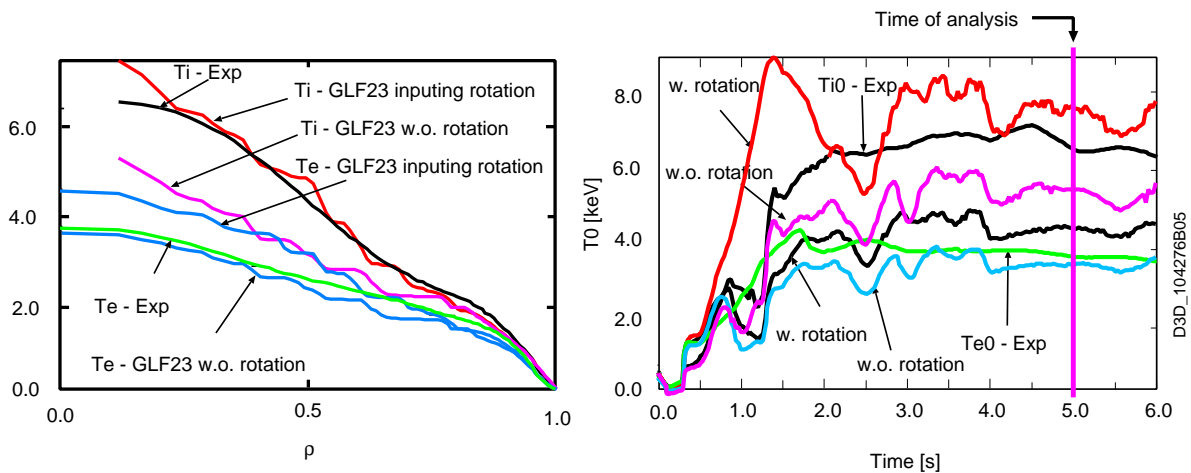 Ti - Exp
Ti - GLF23 inputing rotation
Ti - GLF23 w.o. rotation
Te - GLF23 inputing rotation
Te - Exp
Te - GLF23 w.o. rotation
6.0
4.0
2.0
0.0
0.0 0.5 1.0
ρ
Time of analysis
w. rotation
Ti0 - Exp
w.o. rotation
w. rotation
w.o. rotation
Te0 - Exp
T0 [keV]
8.0
6.0
4.0
2.0
0.0
0.0 1.0 2.0 3.0 4.0 5.0 6.0
Time [s]
D3D_104276B05